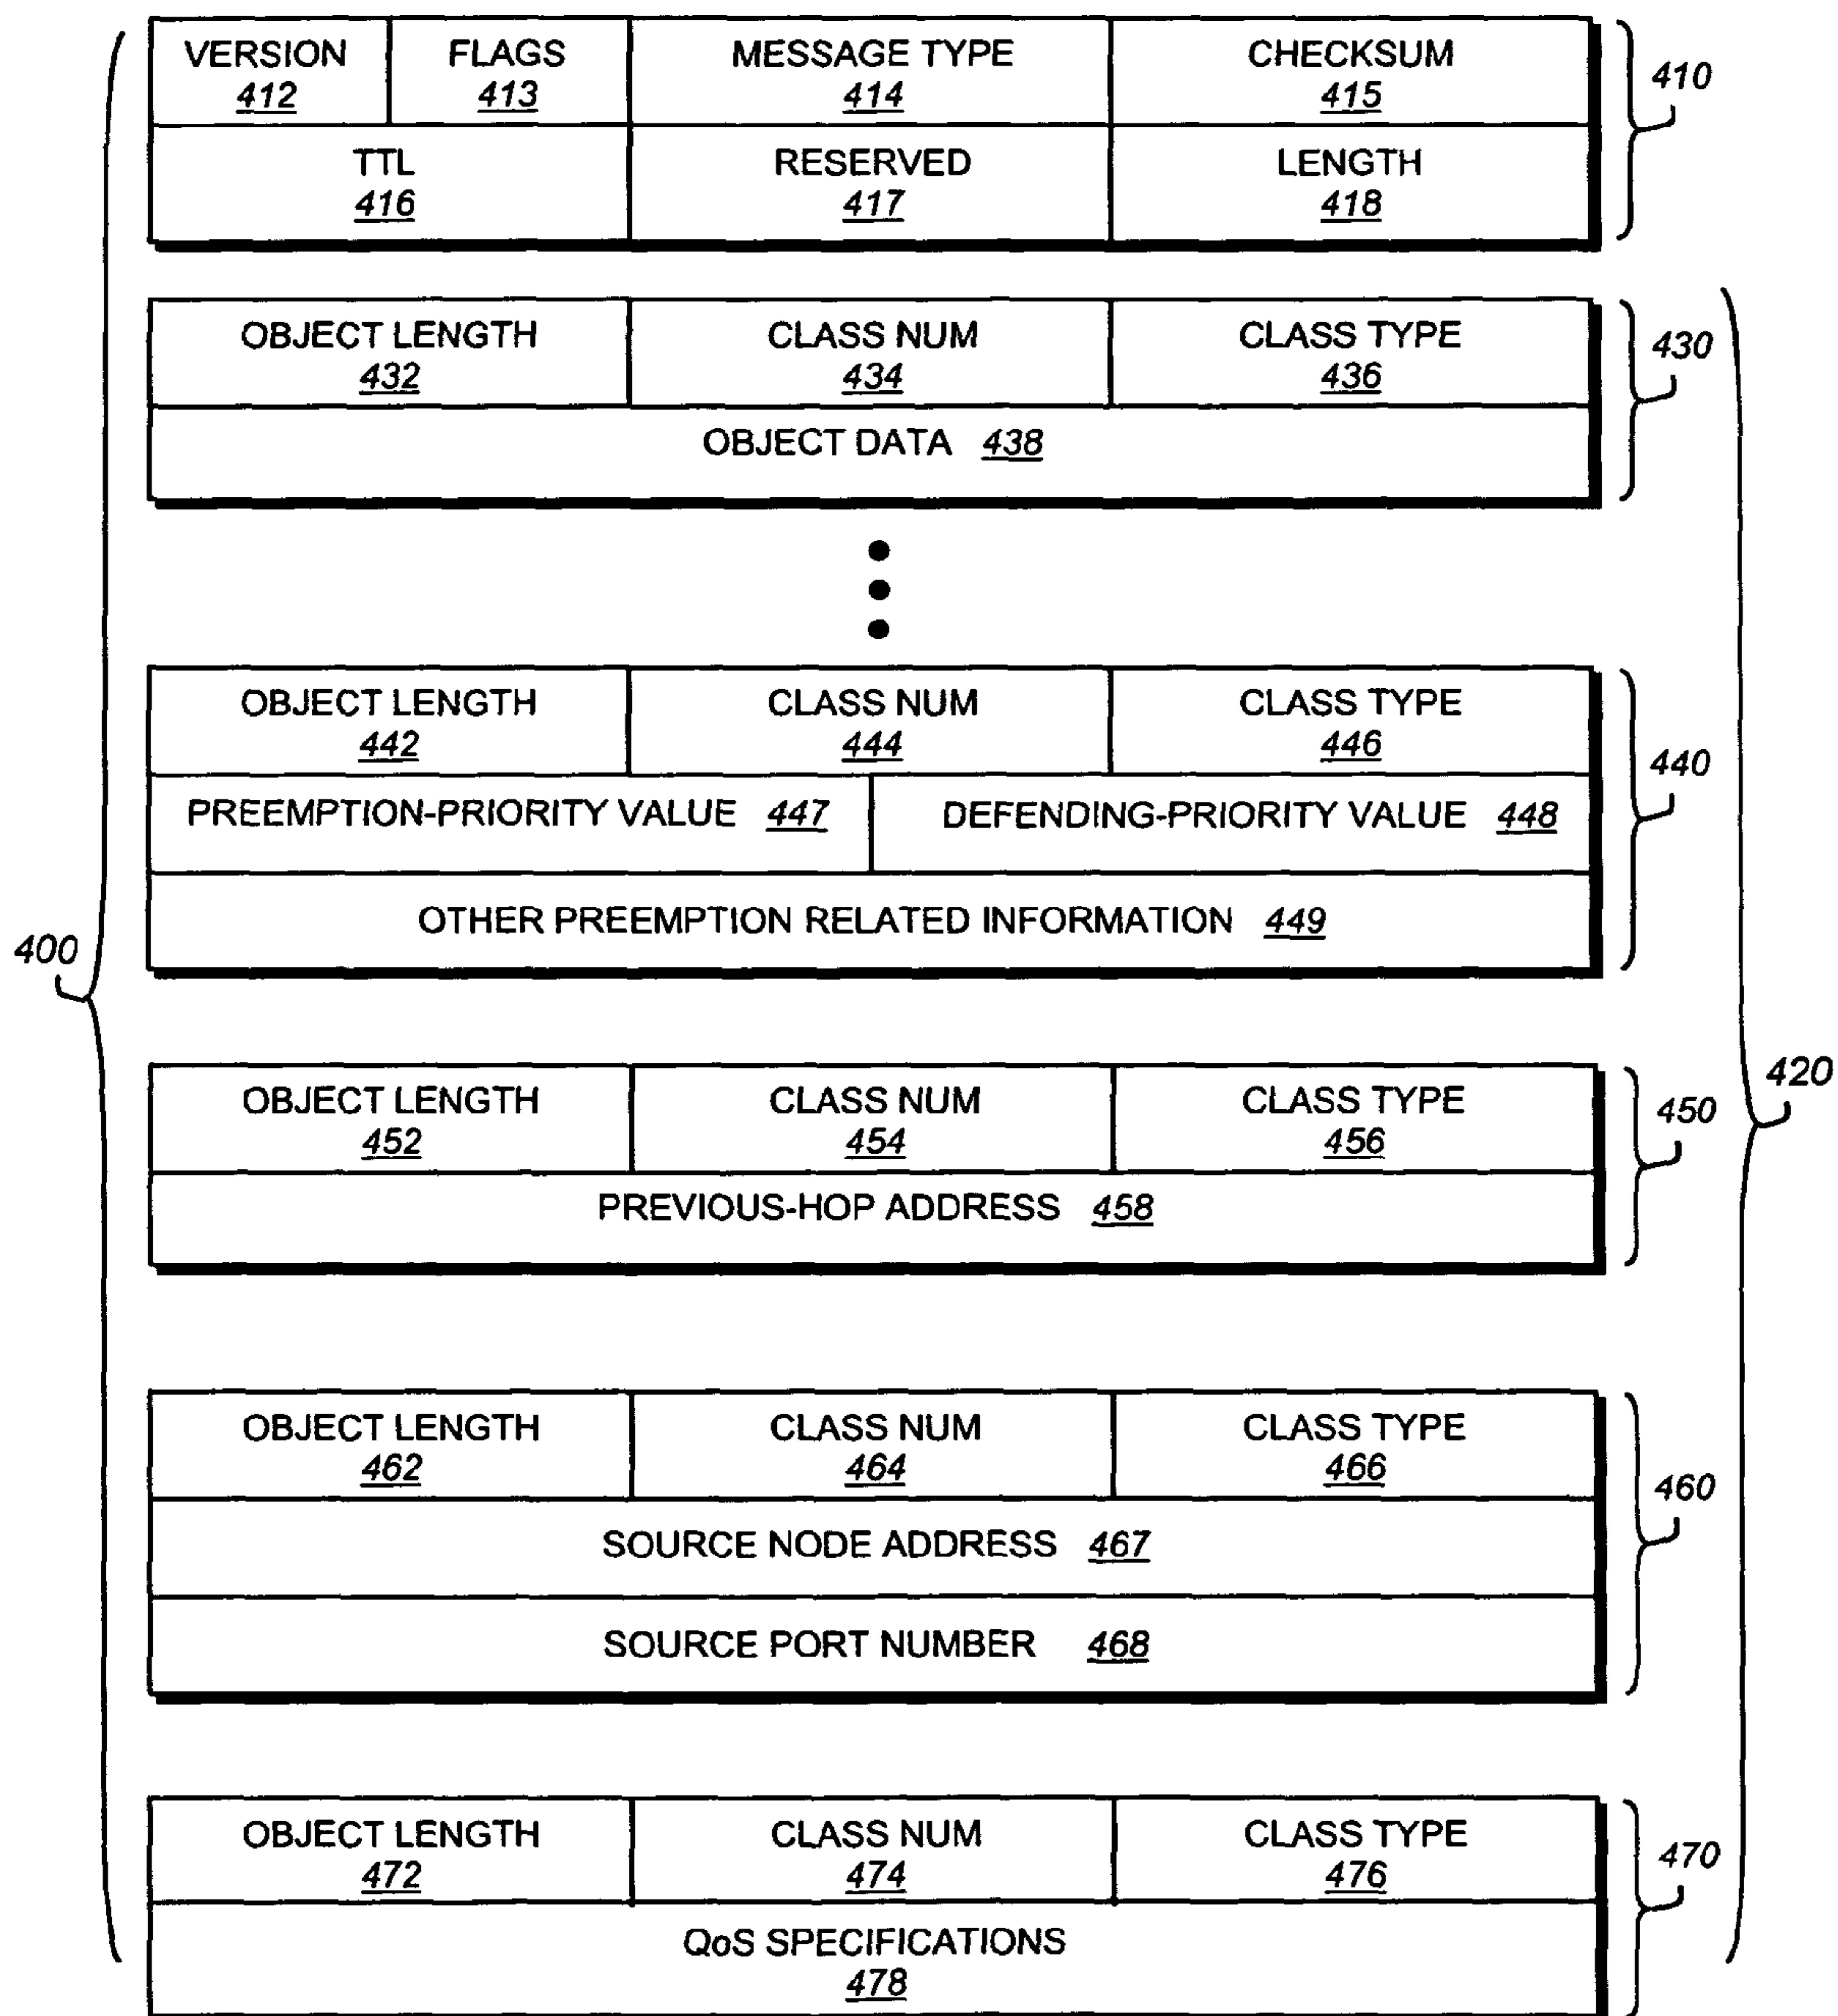 VERSION FLAGS MESSAGE TYPE CHECKSUM
412 413 414 415
410
TTL RESERVED LENGTH
416 417 418
OBJECT LENGTH CLASS NUM CLASS TYPE
432 434 436
430
OBJECT DATA 438
OBJECT LENGTH CLASS NUM CLASS TYPE
442 444 446
440
PREEMPTION-PRIORITY VALUE 447 DEFENDING-PRIORITY VALUE 448
OTHER PREEMPTION RELATED INFORMATION 449
400
420
OBJECT LENGTH CLASS NUM CLASS TYPE
452 454 456
450
PREVIOUS-HOP ADDRESS 458
OBJECT LENGTH CLASS NUM CLASS TYPE
462 464 466
460
SOURCE NODE ADDRESS 467
SOURCE PORT NUMBER 468
OBJECT LENGTH CLASS NUM CLASS TYPE
472 474 476
470
QoS SPECIFICATIONS
478